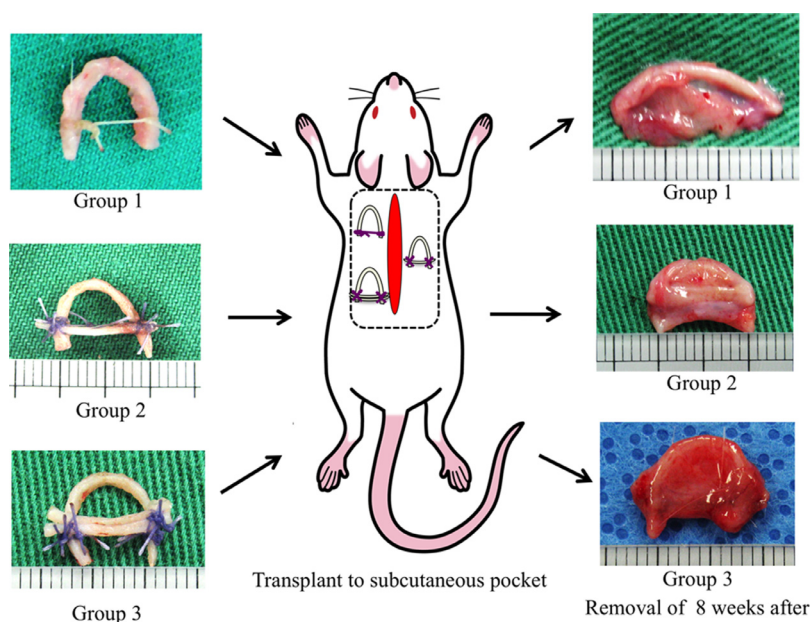 Group 1
Group 1
Group 2
Group 2
Group 3
Transplant to subcutaneous pocket
Group 3
Removal of 8 weeks after